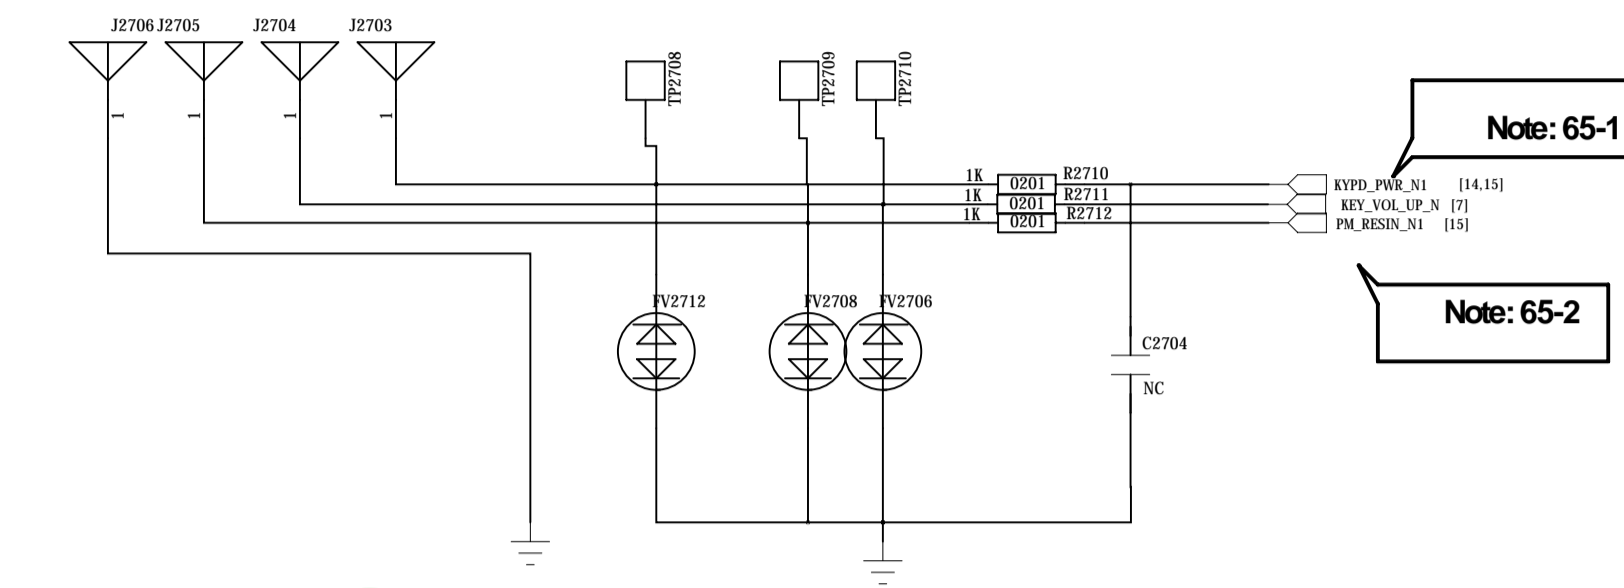 J2706 J2705 J2704 J2703
1 1 1 1
TP2708 TP2709 TP2710
Note: 65-1
1K 0201 R2710 KYPD_PWR_N1 [14,15]
1K 0201 R2711 KEY_VOL_UP_N [7]
1K 0201 R2712 PM_RESIN_N1 [15]
FV2712 FV2708 FV2706
Note: 65-2
C2704
NC